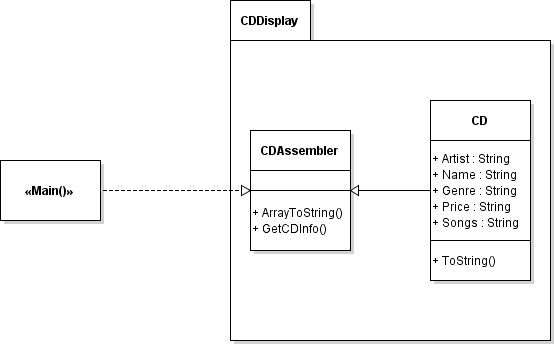 CDDisplay
«Main()»
CDAssembler
+ ArrayToString()
+ GetCDInfo()
CD
+ Artist : String
+ Name : String
+ Genre : String
+ Price : String
+ Songs : String
+ ToString()